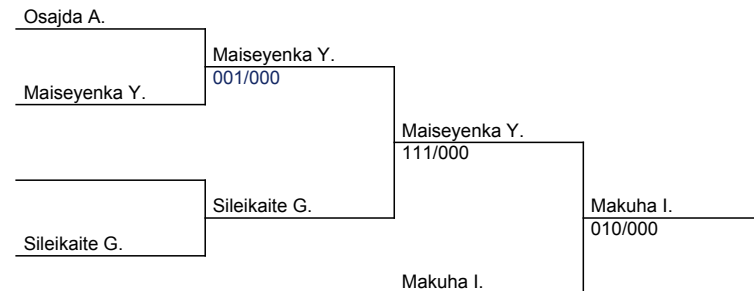 Osajda A.
Maiseyenka Y.
001/000
Maiseyenka Y.
Maiseyenka Y.
111/000
Sileikaite G.
Makuha I.
010/000
Sileikaite G.
Makuha I.